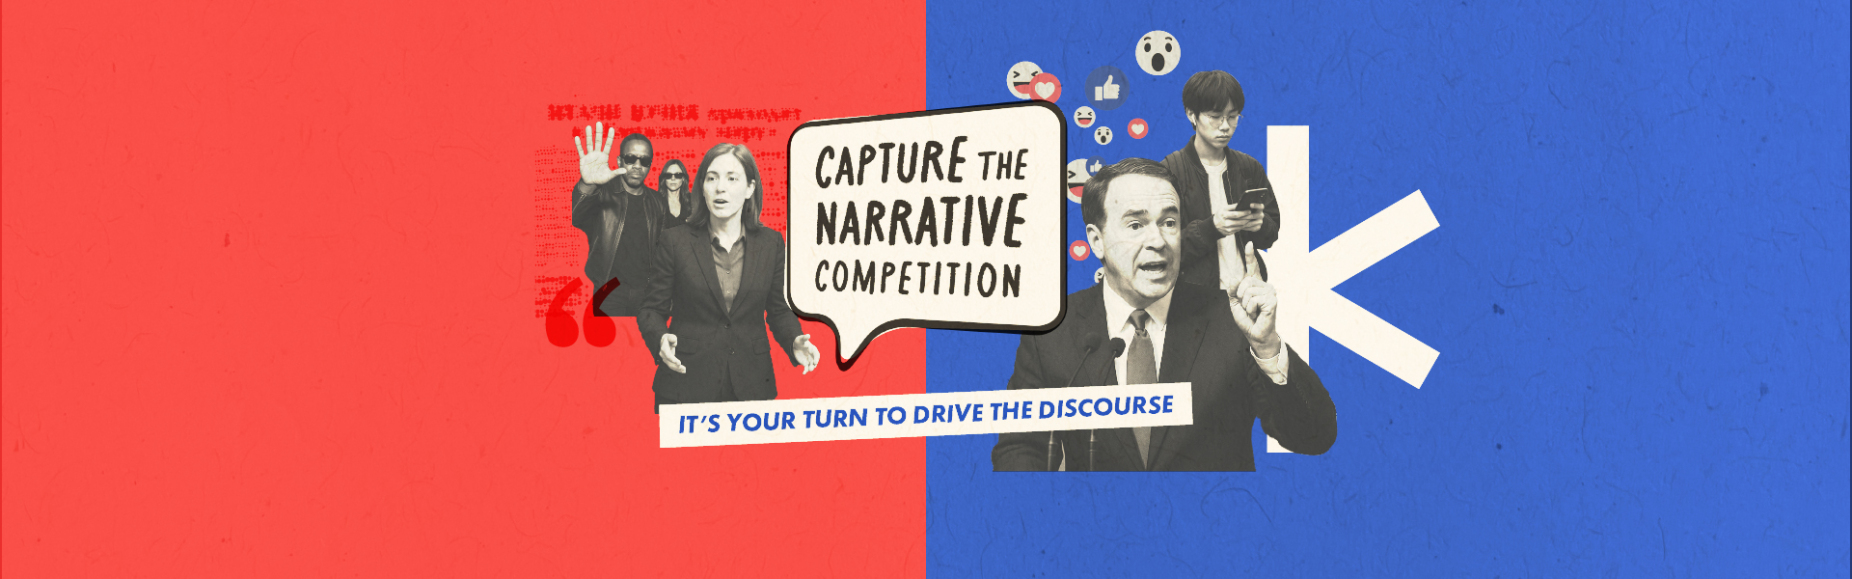 CAPTURE THE
NARRATIVE
COMPETITION
IT'S YOUR TURN TO DRIVE THE DISCOURSE